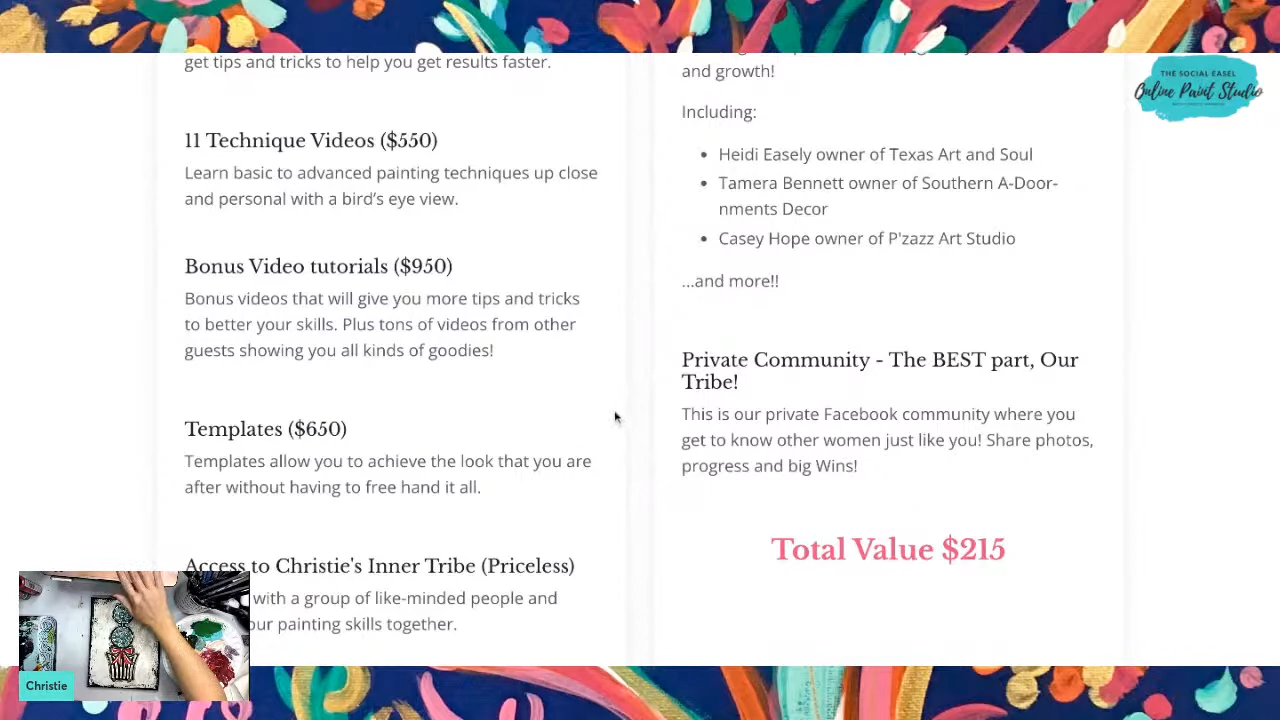 THE SOCIAL EASEL
Online Paint Studio
get tips and tricks to help you get results faster.
11 Technique Videos ($550)
Learn basic to advanced painting techniques up close
and personal with a bird’s eye view.
Bonus Video tutorials ($950)
Bonus videos that will give you more tips and tricks
to better your skills. Plus tons of videos from other
guests showing you all kinds of goodies!
Templates ($650)
Templates allow you to achieve the look that you are
after without having to free hand it all.
Access to Christie's Inner Tribe (Priceless)
with a group of like-minded people and
our painting skills together.
and growth!
Including:
• Heidi Easely owner of Texas Art and Soul
• Tamera Bennett owner of Southern A-Door-
nments Decor
• Casey Hope owner of P'zazz Art Studio
...and more!!
Private Community - The BEST part, Our
Tribe!
This is our private Facebook community where you
get to know other women just like you! Share photos,
progress and big Wins!
Total Value $215
Christie